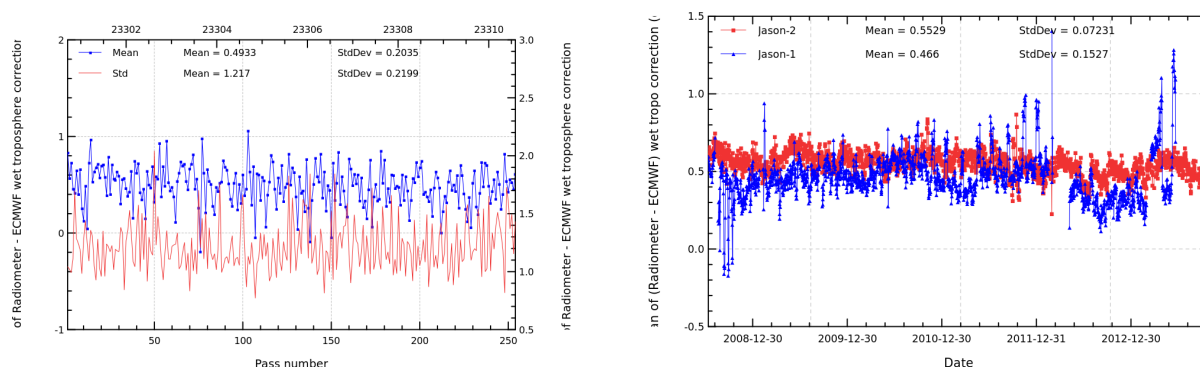 23302 23304 23306 23308 23310
2
1
0
-1
3.0
2.5
2.0
1.5
1.0
0.5
Mean Mean = 0.4933 StdDev = 0.2035
Std Mean = 1.217 StdDev = 0.2199
of Radiometer - ECMWF wet troposphere correction
of Radiometer - ECMWF wet troposphere correction
50 100 150 200 250
Pass number
1.5
1.0
0.5
0.0
-0.5
Jason-2 Mean = 0.5529 StdDev = 0.07231
Jason-1 Mean = 0.466 StdDev = 0.1527
of (Radiometer - ECMWF) wet tropo correction (
2008-12-30 2009-12-30 2010-12-30 2011-12-31 2012-12-30
Date